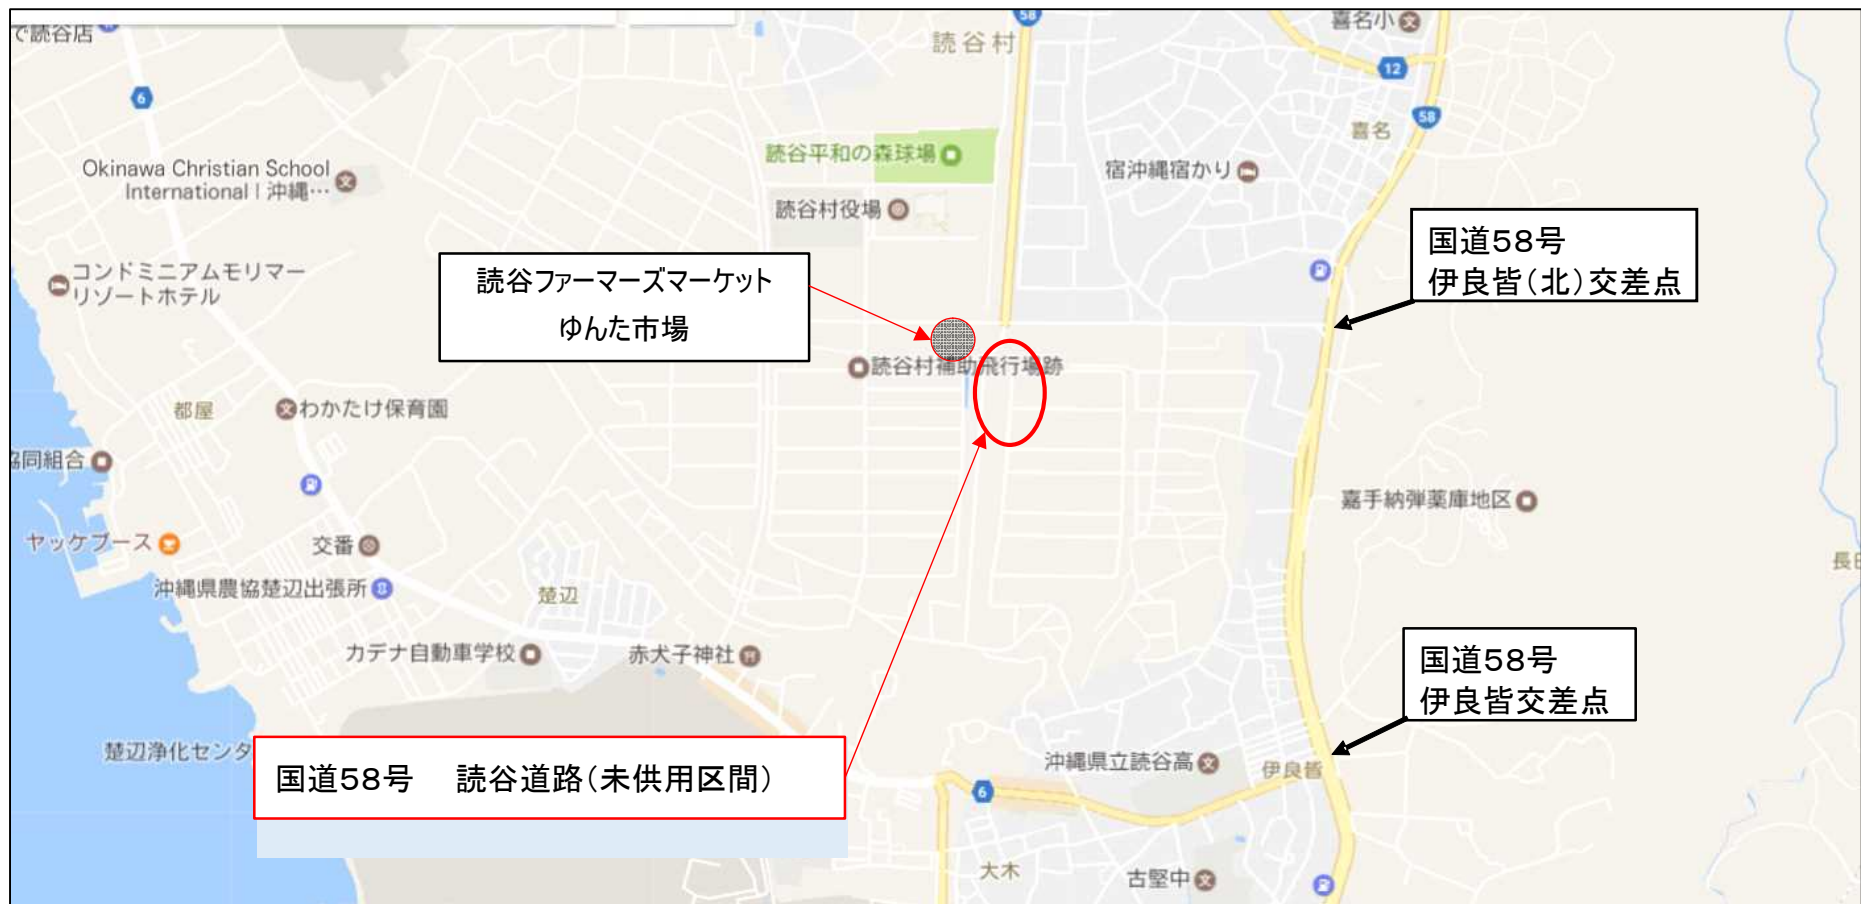 で読谷店
58
読谷村
喜名小
12
6
58
喜名
読谷平和の森球場
宿沖縄宿かり
Okinawa Christian School
International | 沖縄…
読谷村役場
国道58号
伊良皆(北)交差点
コンドミニアムモリマー
リゾートホテル
読谷ファーマーズマーケット
ゆんた市場
読谷村補助飛行場跡
都屋
わかたけ保育園
協同組合
嘉手納弾薬庫地区
ヤッケブース
交番
長田
沖縄県農協楚辺出張所
楚辺
カデナ自動車学校
赤犬子神社
国道58号
伊良皆交差点
楚辺浄化センタ
国道58号 読谷道路(未供用区間)
沖縄県立読谷高
伊良皆
6
大木
古堅中